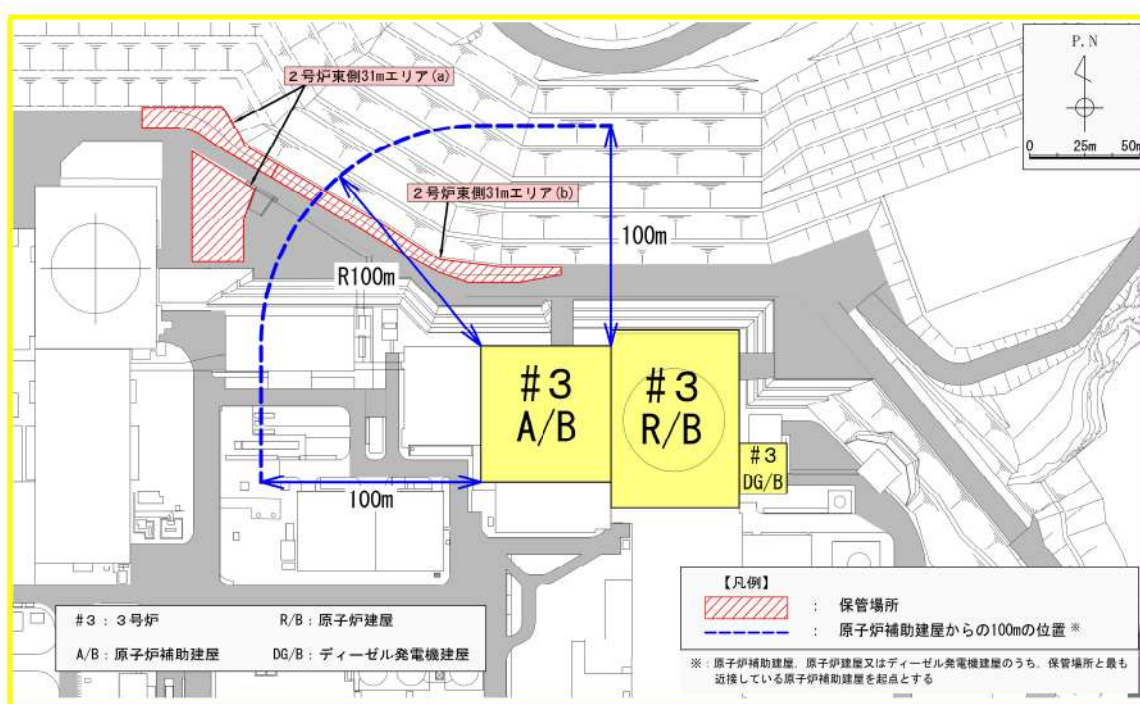 2号炉東側31mエリア(a)
P.N
0 25m 50m
2号炉東側31mエリア(b)
100m
R100m
#3
A/B
#3
R/B
#3
DG/B
100m
【凡例】
: 保管場所
: 原子炉補助建屋からの100mの位置※
#3:3号炉 R/B:原子炉建屋
A/B:原子炉補助建屋 DG/B:ディーゼル発電機建屋
※:原子炉補助建屋,原子炉建屋又はディーゼル発電機建屋のうち,保管場所と最も
近接している原子炉補助建屋を起点とする